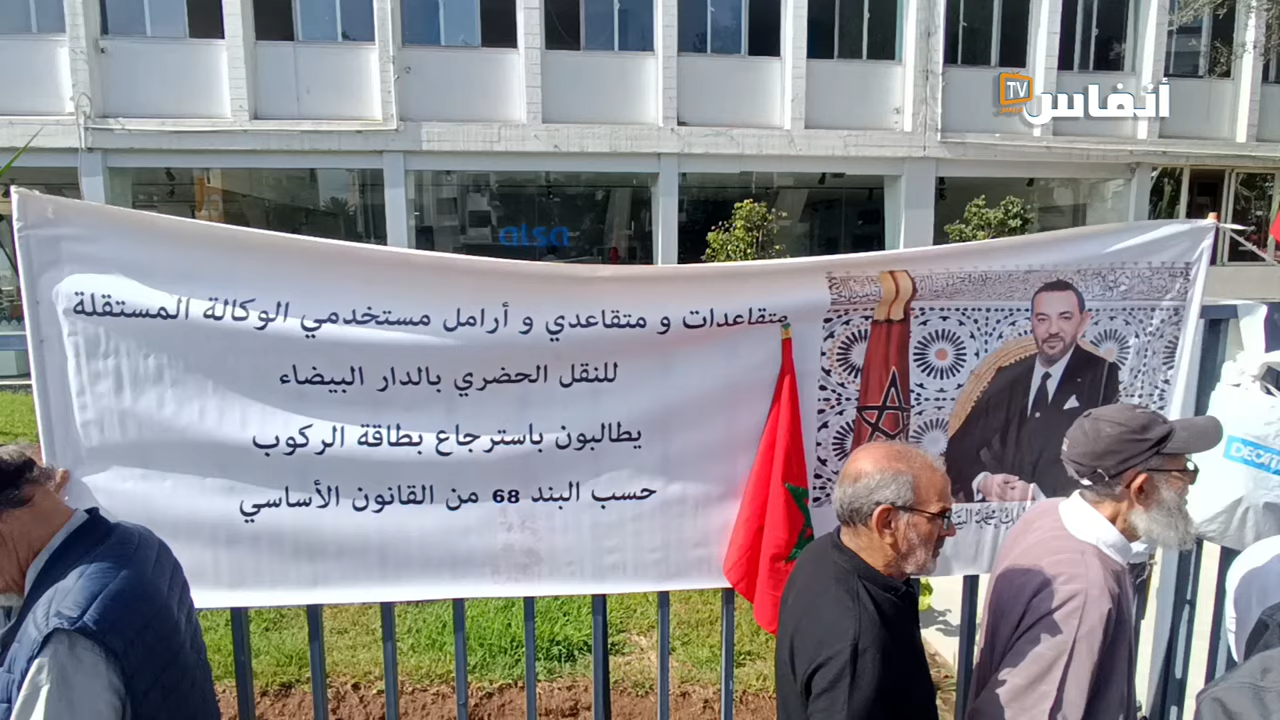 أنفاس
TV
alsa
متقاعدات و متقاعدي و أرامل مستخدمي الوكالة المستقلة
للنقل الحضري بالدار البيضاء
يطالبون باسترجاع بطاقة الركوب
حسب البند 68 من القانون الأساسي
DECAT